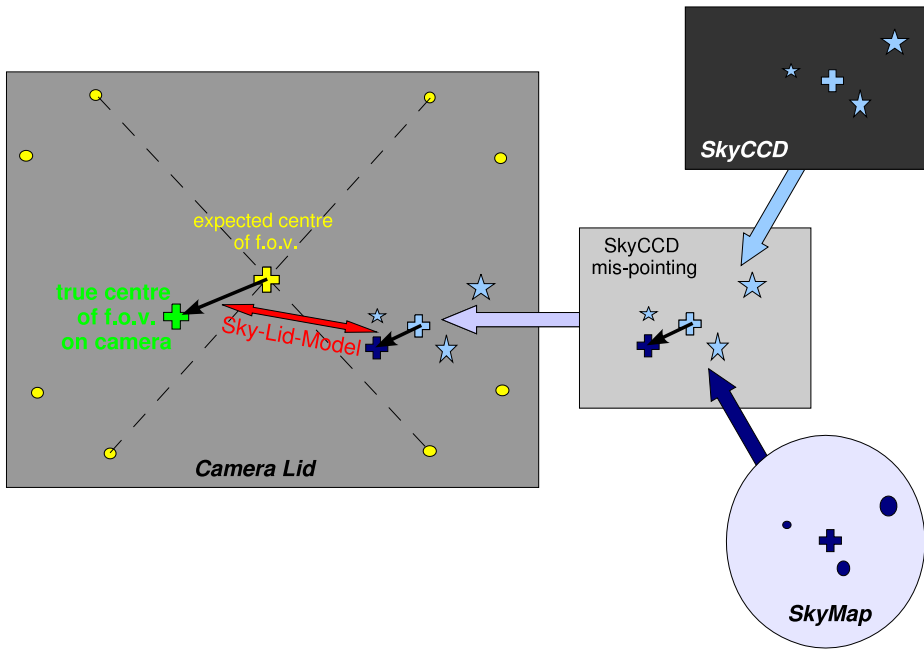 SkyCCD
expected centre
of f.o.v.
SkyCCD
mis-pointing
true centre
of f.o.v.
on camera
Sky-Lid-Model
Camera Lid
SkyMap